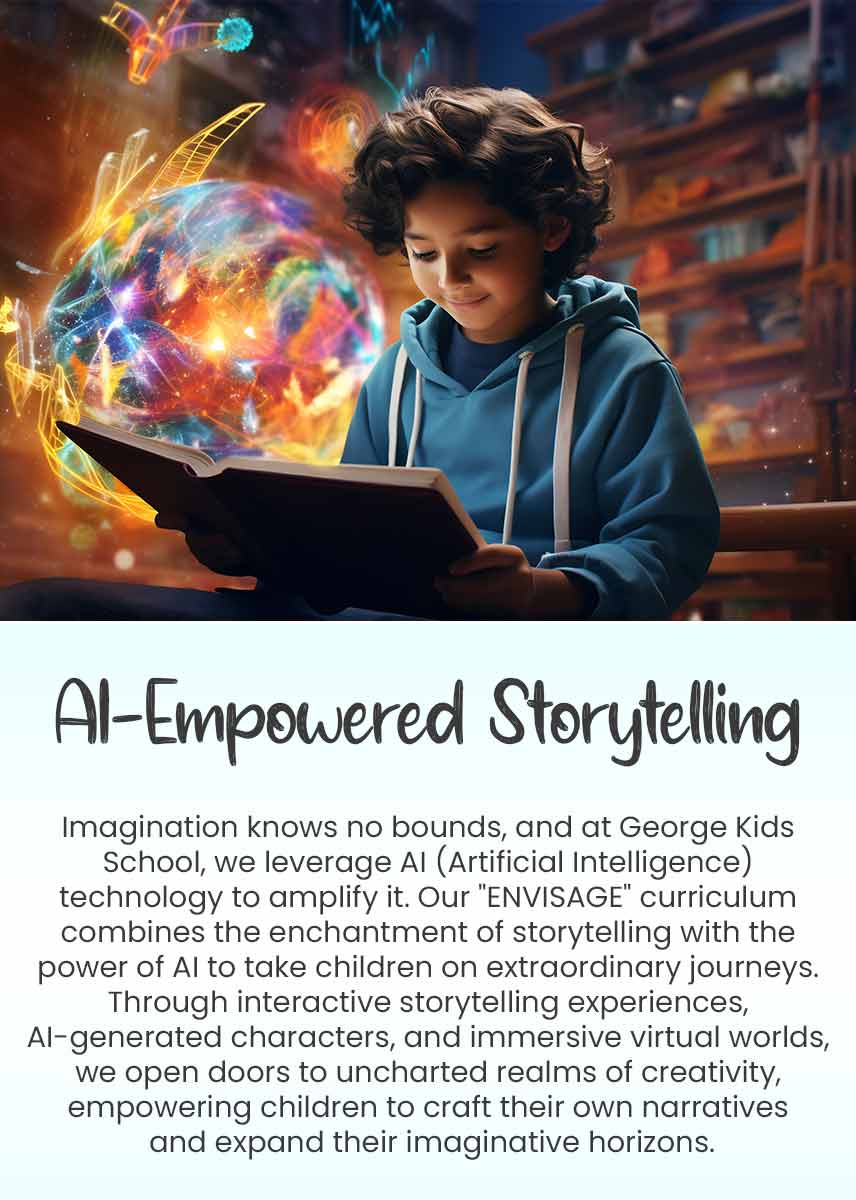 AI-Empowered Storytelling
Imagination knows no bounds, and at George Kids
School, we leverage AI (Artificial Intelligence)
technology to amplify it. Our "ENVISAGE" curriculum
combines the enchantment of storytelling with the
power of AI to take children on extraordinary journeys.
Through interactive storytelling experiences,
AI-generated characters, and immersive virtual worlds,
we open doors to uncharted realms of creativity,
empowering children to craft their own narratives
and expand their imaginative horizons.